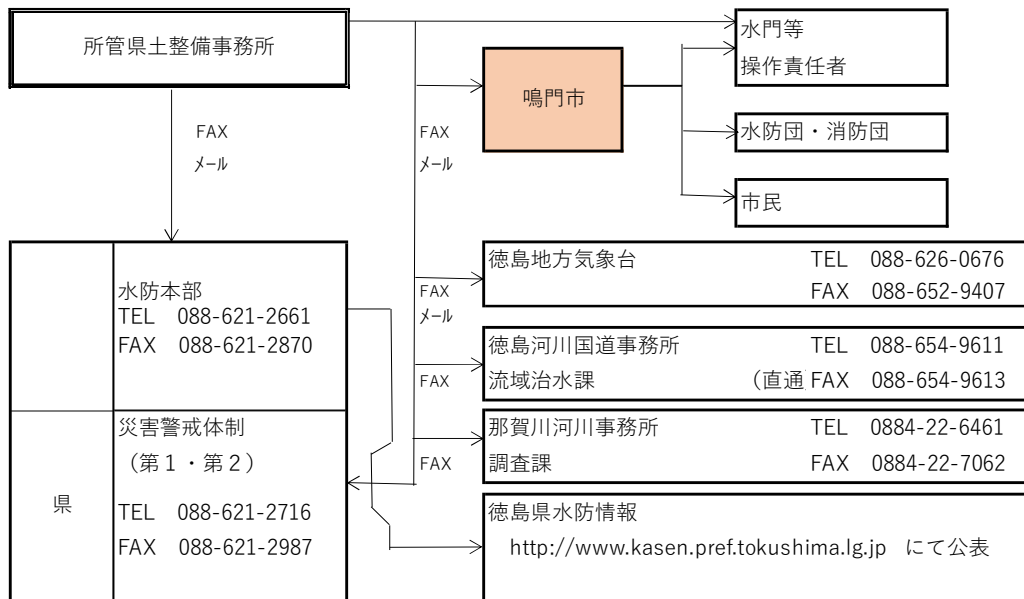 所管県土整備事務所
水門等
操作責任者
鳴門市
FAX
メール
FAX
メール
水防団・消防団
市民
水防本部
TEL 088-621-2661
FAX 088-621-2870
県
災害警戒体制
（第１・第２）
TEL 088-621-2716
FAX 088-621-2987
FAX
メール
徳島地方気象台 TEL 088-626-0676
FAX 088-652-9407
FAX
徳島河川国道事務所 TEL 088-654-9611
流域治水課 （直通 FAX 088-654-9613
FAX
那賀川河川事務所 TEL 0884-22-6461
調査課 FAX 0884-22-7062
徳島県水防情報
http://www.kasen.pref.tokushima.lg.jp にて公表